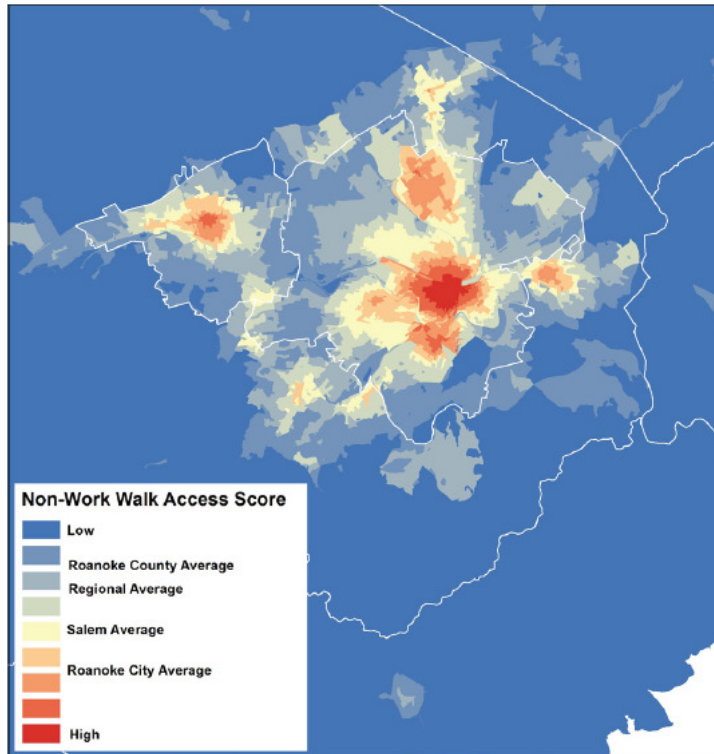 Non-Work Walk Access Score
Low
Roanoke County Average
Regional Average
Salem Average
Roanoke City Average
High